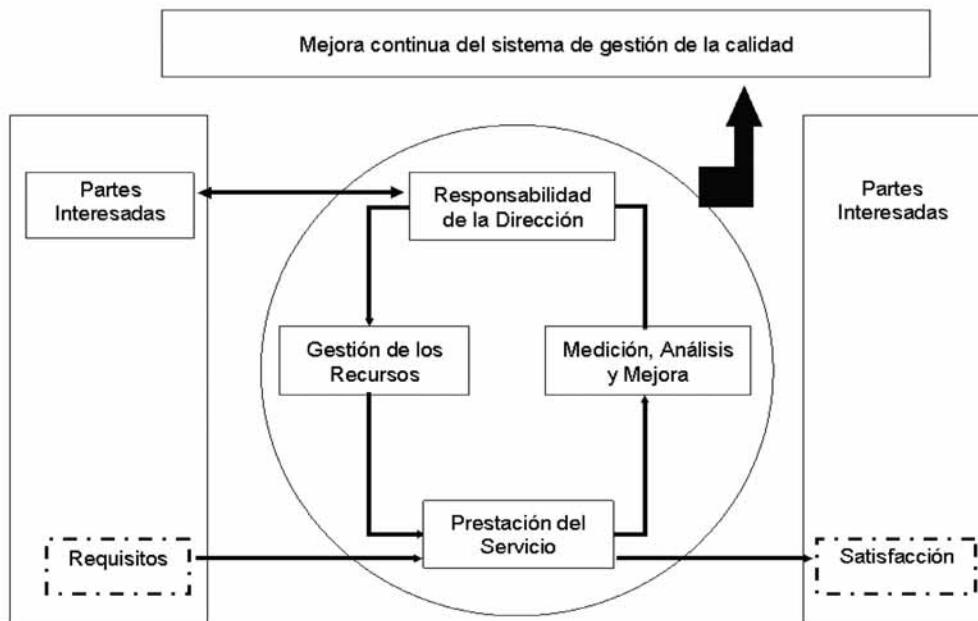 Mejora continua del sistema de gestión de la calidad
Partes
Interesadas
Responsabilidad
de la Dirección
Partes
Interesadas
Gestión de los
Recursos
Medición, Análisis
y Mejora
Prestación del
Servicio
Requisitos
Satisfacción